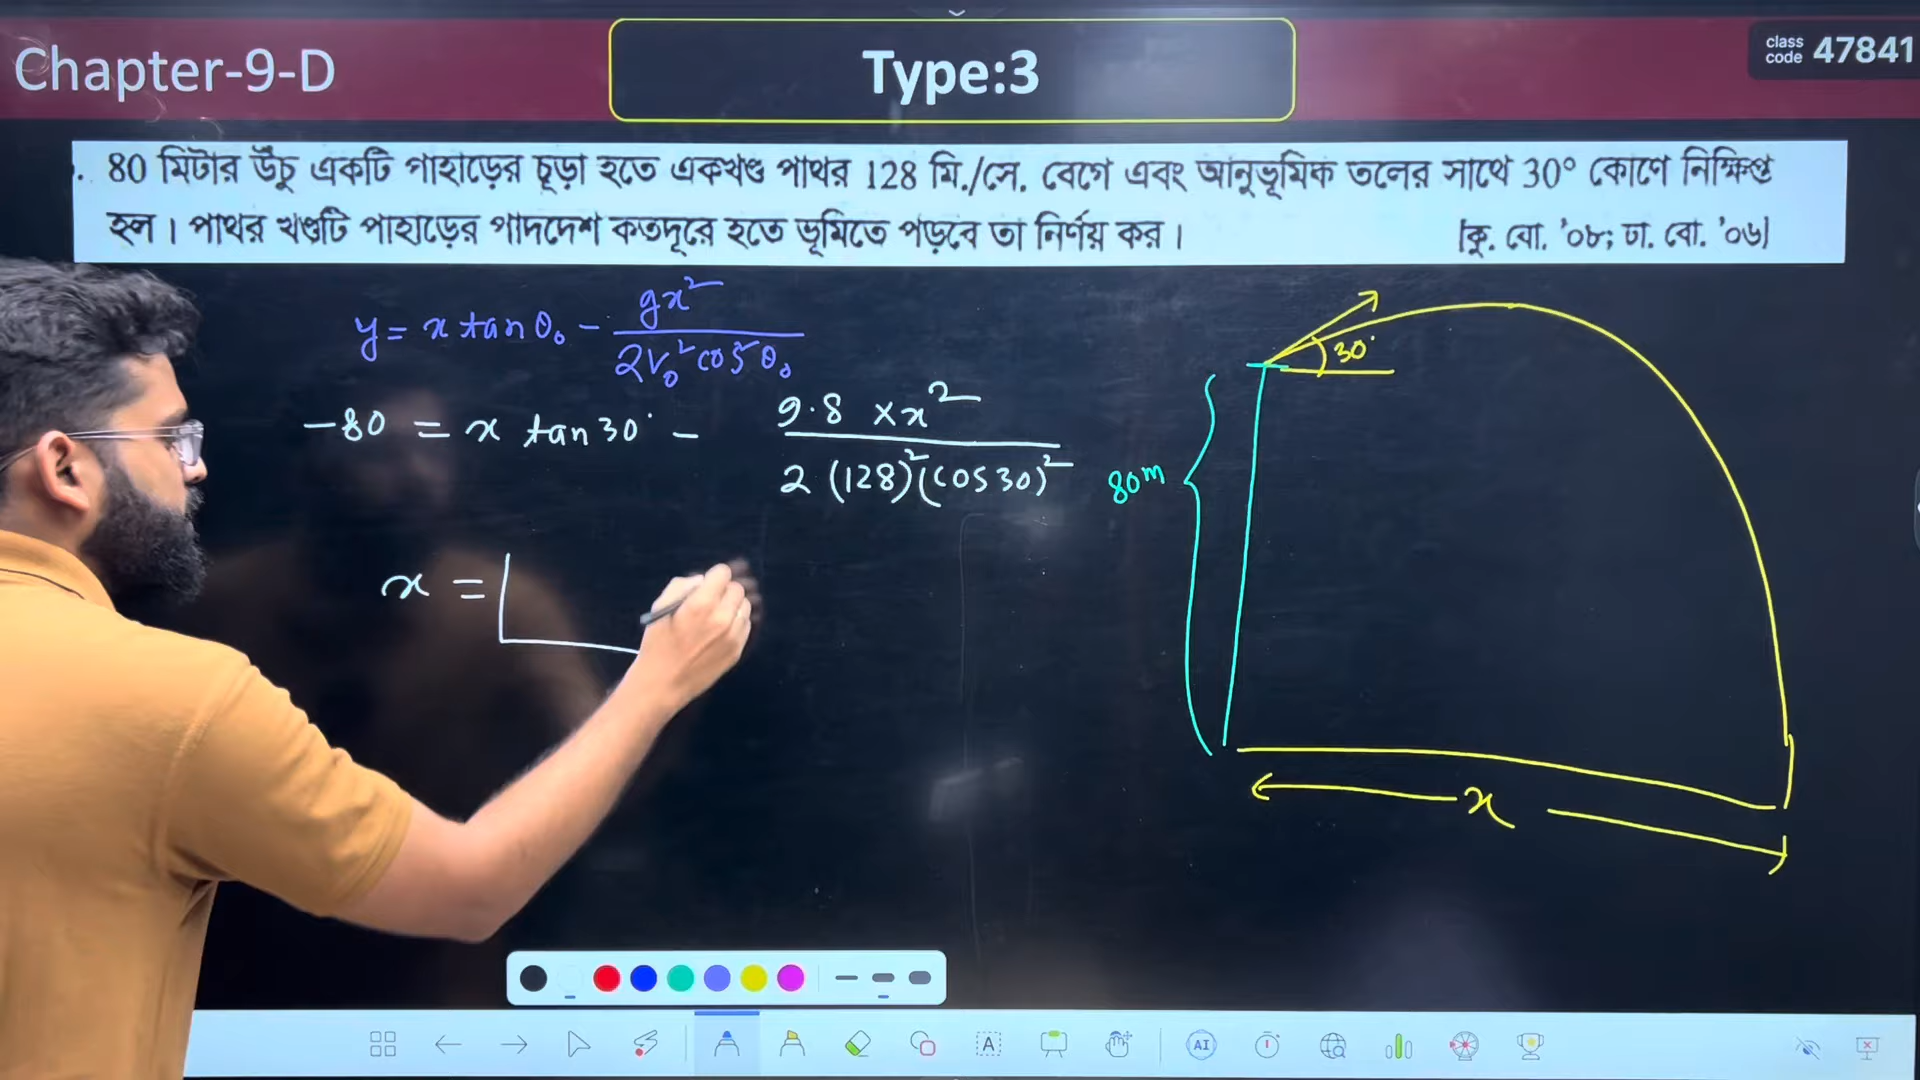 Chapter-9-D
Type:3
class code 47841
. 80 মিটার উঁচু একটি পাহাড়ের চূড়া হতে একখণ্ড পাথর 128 মি./সে. বেগে এবং আনুভূমিক তলের সাথে 30° কোণে নিক্ষিপ্ত
হল। পাথর খণ্ডটি পাহাড়ের পাদদেশ কতদূরে হতে ভূমিতে পড়বে তা নির্ণয় কর।
[কু. বো. '০৮; ঢা. বো. '০৬]
y = x tan θ₀ - gx² / 2v₀² cos² θ₀
-80 = x tan 30° - 9.8 × x² / 2 (128)² (cos 30)²
x =
30°
80m
x
A
AI